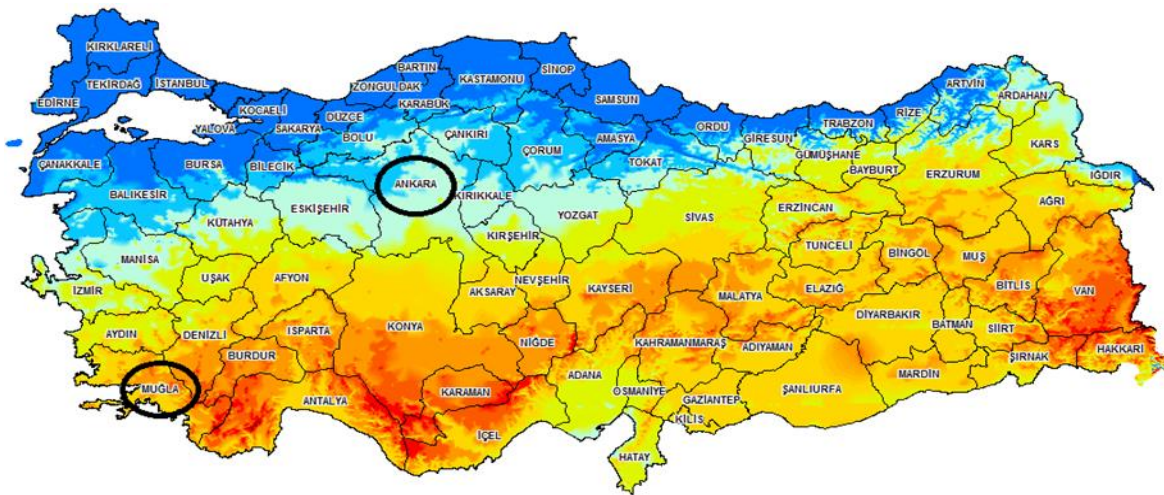 KIRKLARELİ
TEKİRDAĞ
İSTANBUL
EDİRNE
KOCAELİ
YALOVA
SAKARYA
DÜZCE
ZONGULDAK
BARTIN
KARABÜK
KASTAMONU
SİNOP
SAMSUN
BOLU
ÇANKIRI
ÇORUM
AMASYA
ORDU
TOKAT
GİRESUN
TRABZON
RİZE
ARTVİN
ARDAHAN
GÜMÜŞHANE
BAYBURT
ERZURUM
KARS
IĞDIR
AĞRI
ÇANAKKALE
BURSA
BİLECİK
BALIKESİR
KÜTAHYA
ESKİŞEHİR
ANKARA
KIRIKKALE
YOZGAT
SİVAS
ERZİNCAN
KIRŞEHİR
TUNCELİ
BİNGÖL
MUŞ
BİTLİS
VAN
MANİSA
UŞAK
AFYON
İZMİR
AKSARAY
NEVŞEHİR
KAYSERİ
MALATYA
ELAZIĞ
DİYARBAKIR
BATMAN
SİİRT
ŞIRNAK
HAKKARİ
AYDIN
DENİZLİ
ISPARTA
BURDUR
KONYA
NİĞDE
KAHRAMANMARAŞ
ADIYAMAN
MARDİN
MUĞLA
ANTALYA
KARAMAN
ADANA
OSMANİYE
GAZİANTEP
ŞANLIURFA
KİLİS
İÇEL
HATAY